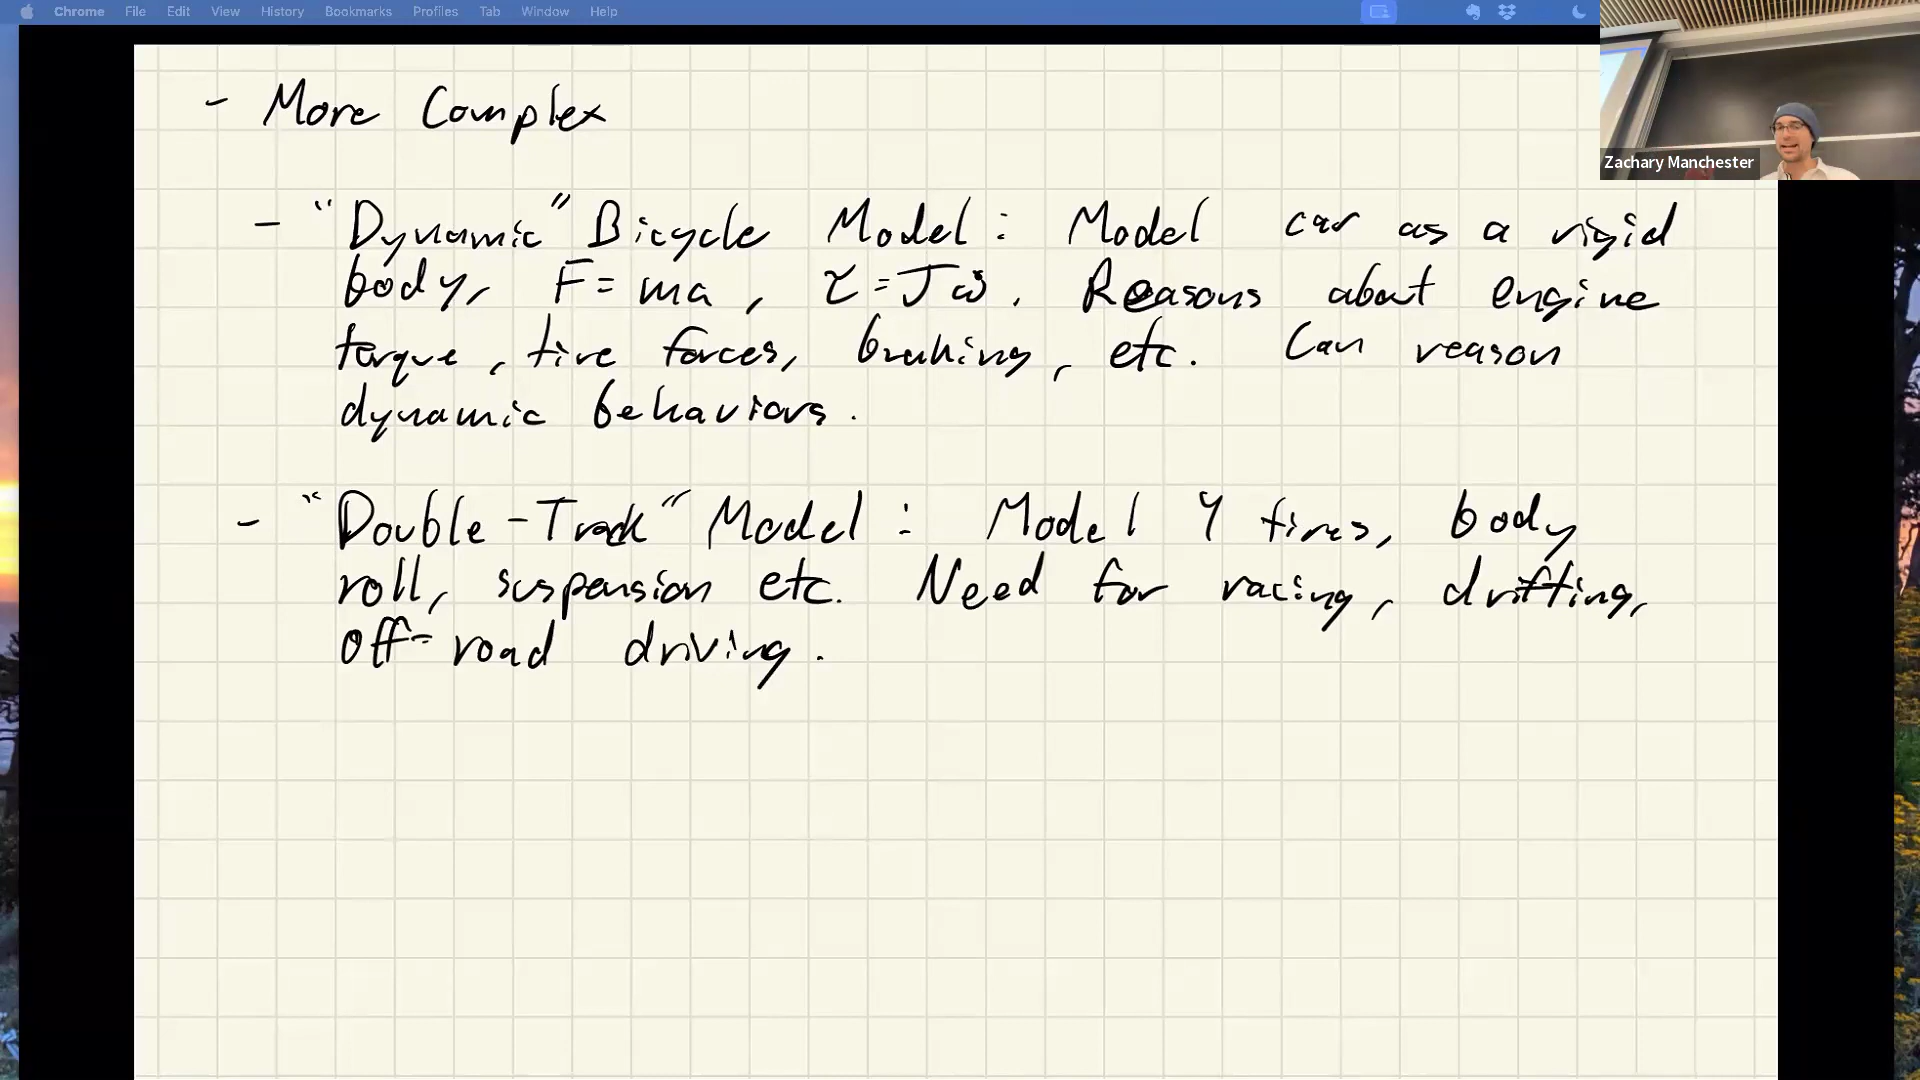 Chrome File Edit View History Bookmarks Profiles Tab Window Help
Zachary Manchester
- More Complex
- "Dynamic" Bicycle Model : Model car as a rigid
body, F = ma , τ = Jω̇ . Reasons about engine
torque , tire forces, braking, etc. Can reason
dynamic behaviors .
- "Double-Track" Model : Model 4 tires, body
roll, suspension etc. Need for racing, drifting,
off-road driving .